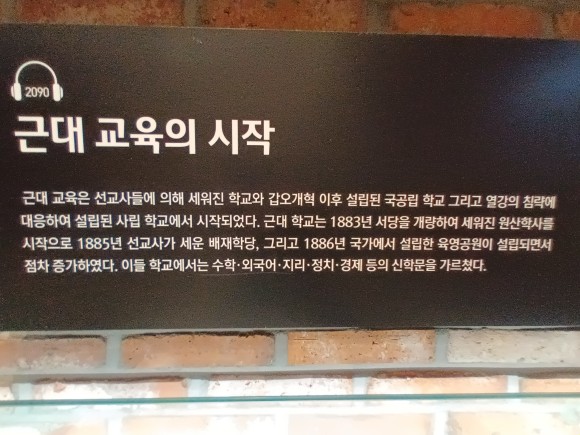 2090
근대 교육의 시작
근대 교육은 선교사들에 의해 세워진 학교와 갑오개혁 이후 설립된 국공립 학교 그리고 열강의 침략에
대응하여 설립된 사립 학교에서 시작되었다. 근대 학교는 1883년 서당을 개량하여 세워진 원산학사를
시작으로 1885년 선교사가 세운 배재학당, 그리고 1886년 국가에서 설립한 육영공원이 설립되면서
점차 증가하였다. 이들 학교에서는 수학·외국어·지리·정치·경제 등의 신학문을 가르쳤다.